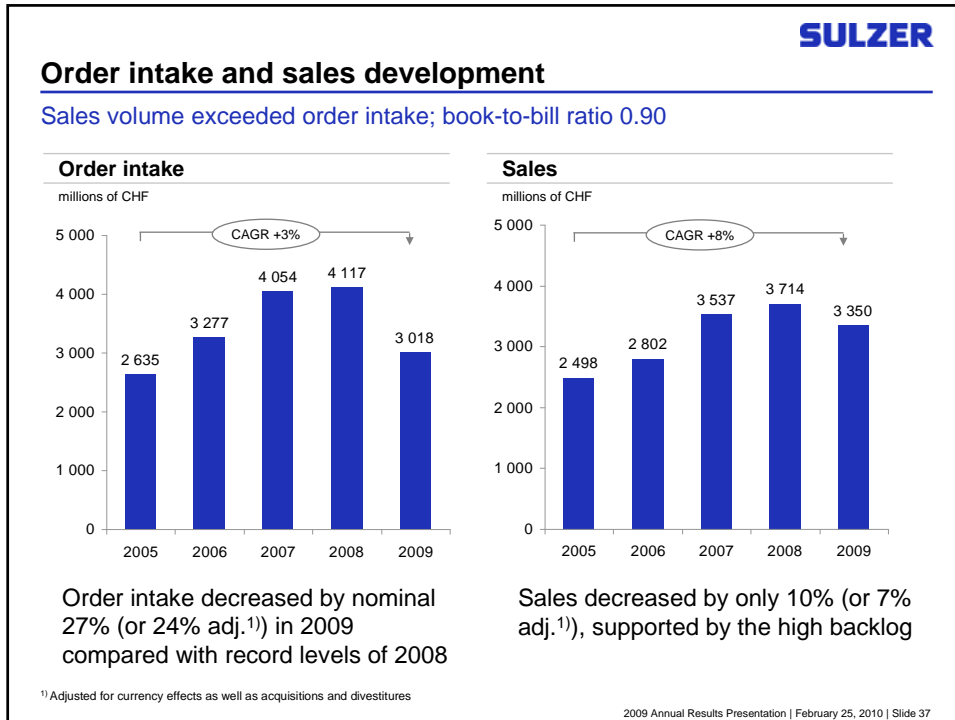 SULZER
Order intake and sales development
Sales volume exceeded order intake; book-to-bill ratio 0.90
Order intake
millions of CHF
CAGR +3%
5 000
4 000
3 000
2 000
1 000
0
2 635
3 277
4 054
4 117
3 018
2005 2006 2007 2008 2009
Order intake decreased by nominal
27% (or 24% adj.1)) in 2009
compared with record levels of 2008
Sales
millions of CHF
CAGR +8%
5 000
4 000
3 000
2 000
1 000
0
2 498
2 802
3 537
3 714
3 350
2005 2006 2007 2008 2009
Sales decreased by only 10% (or 7%
adj.1)), supported by the high backlog
1) Adjusted for currency effects as well as acquisitions and divestitures
2009 Annual Results Presentation | February 25, 2010 | Slide 37